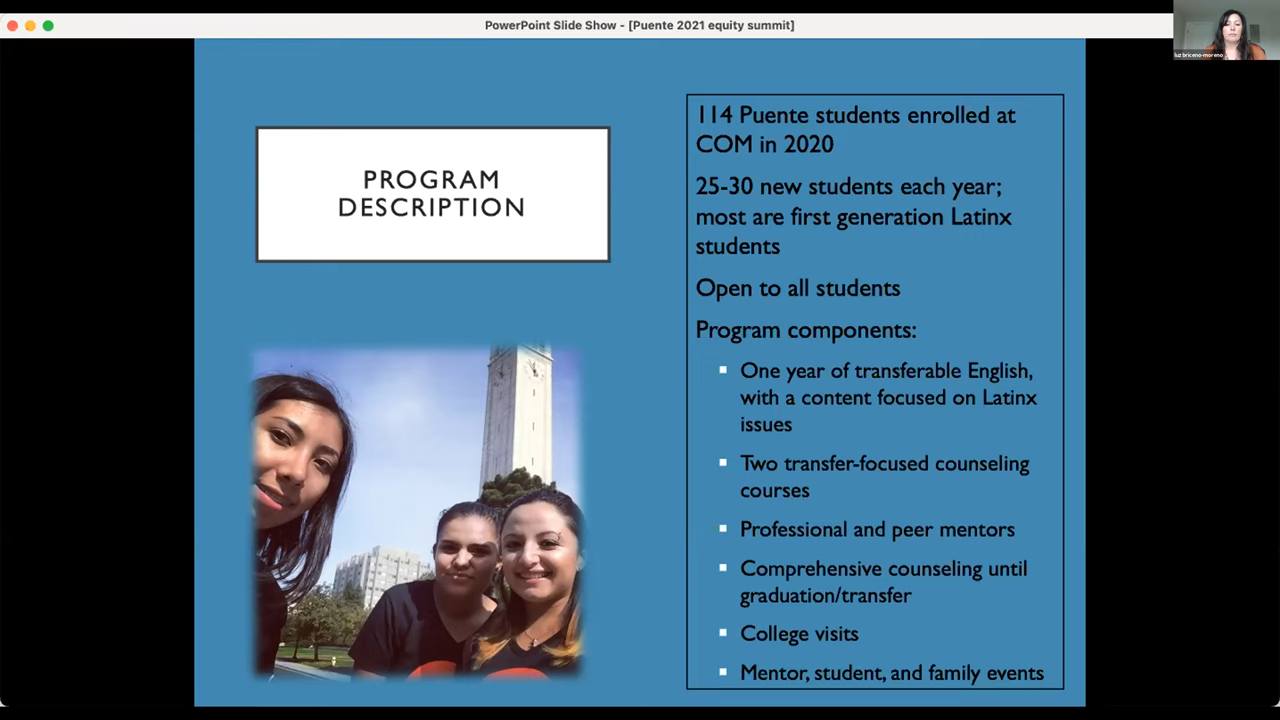 PowerPoint Slide Show - [Puente 2021 equity summit]
luz briceno-moreno
PROGRAM
DESCRIPTION
114 Puente students enrolled at
COM in 2020
25-30 new students each year;
most are first generation Latinx
students
Open to all students
Program components:
One year of transferable English,
with a content focused on Latinx
issues
Two transfer-focused counseling
courses
Professional and peer mentors
Comprehensive counseling until
graduation/transfer
College visits
Mentor, student, and family events